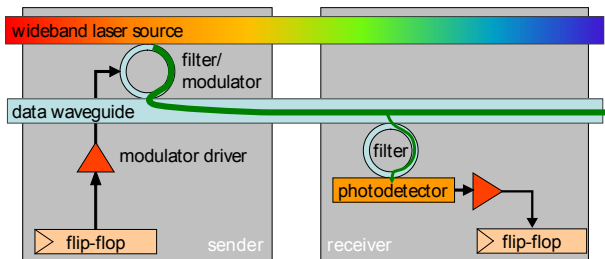 wideband laser source
filter/
modulator
data waveguide
modulator driver
filter
photodetector
flip-flop
sender
receiver
flip-flop